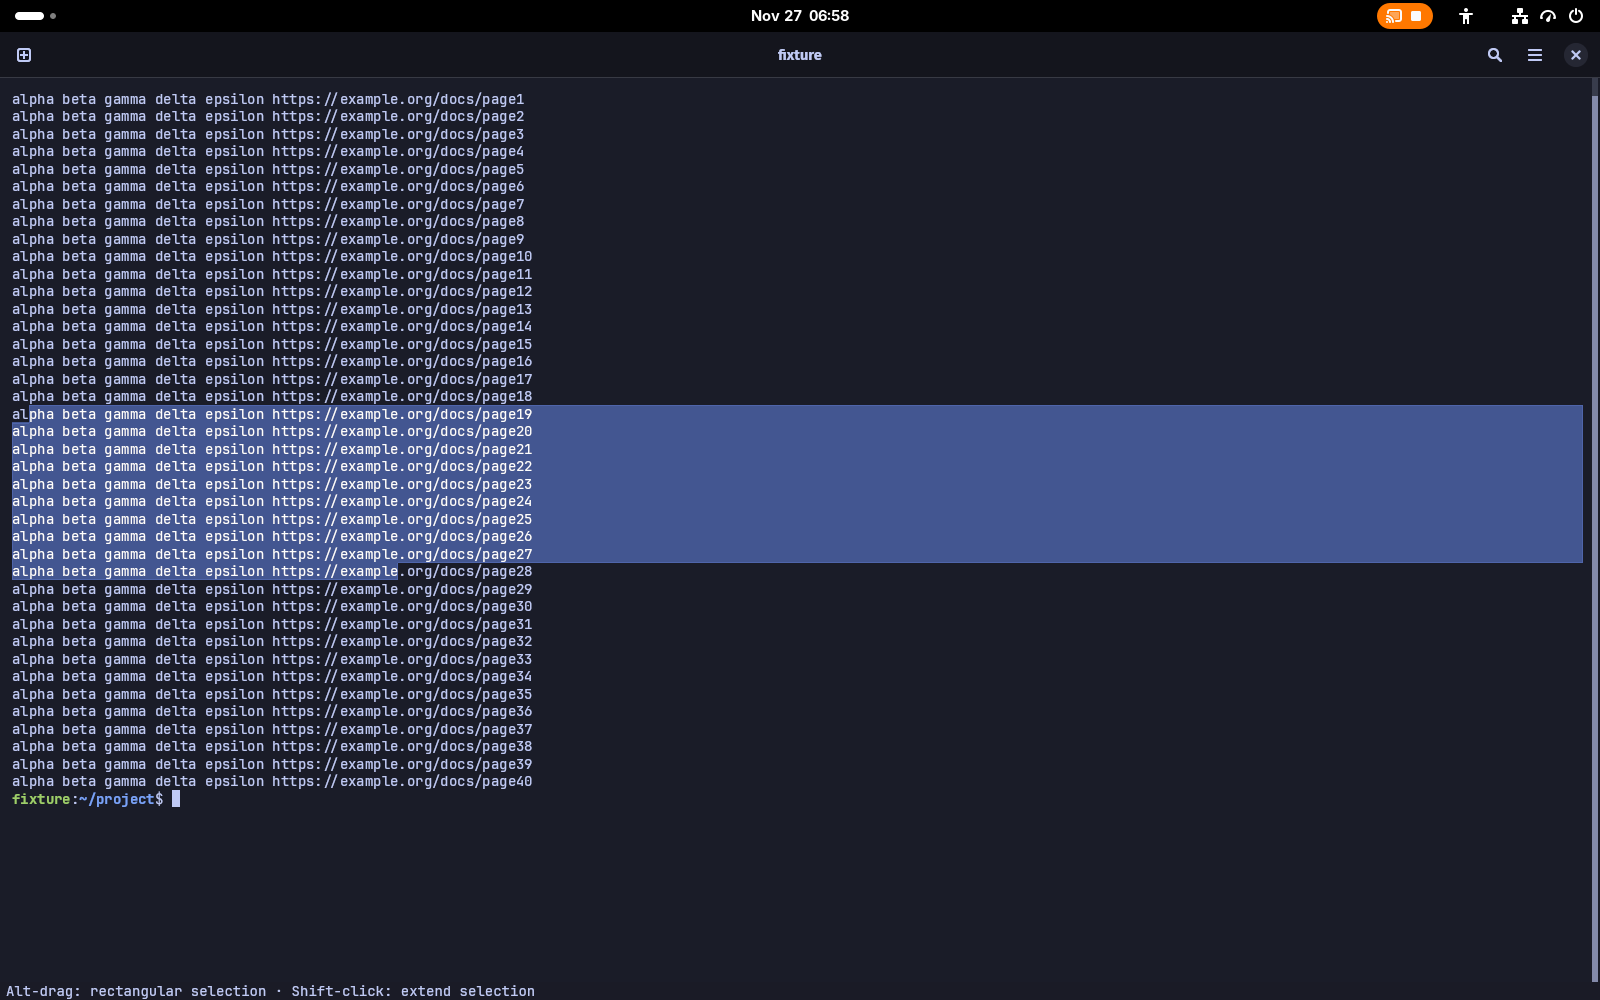 Nov 27 06:58
fixture
alpha beta gamma delta epsilon https://example.org/docs/page1
alpha beta gamma delta epsilon https://example.org/docs/page2
alpha beta gamma delta epsilon https://example.org/docs/page3
alpha beta gamma delta epsilon https://example.org/docs/page4
alpha beta gamma delta epsilon https://example.org/docs/page5
alpha beta gamma delta epsilon https://example.org/docs/page6
alpha beta gamma delta epsilon https://example.org/docs/page7
alpha beta gamma delta epsilon https://example.org/docs/page8
alpha beta gamma delta epsilon https://example.org/docs/page9
alpha beta gamma delta epsilon https://example.org/docs/page10
alpha beta gamma delta epsilon https://example.org/docs/page11
alpha beta gamma delta epsilon https://example.org/docs/page12
alpha beta gamma delta epsilon https://example.org/docs/page13
alpha beta gamma delta epsilon https://example.org/docs/page14
alpha beta gamma delta epsilon https://example.org/docs/page15
alpha beta gamma delta epsilon https://example.org/docs/page16
alpha beta gamma delta epsilon https://example.org/docs/page17
alpha beta gamma delta epsilon https://example.org/docs/page18
alpha beta gamma delta epsilon https://example.org/docs/page19
alpha beta gamma delta epsilon https://example.org/docs/page20
alpha beta gamma delta epsilon https://example.org/docs/page21
alpha beta gamma delta epsilon https://example.org/docs/page22
alpha beta gamma delta epsilon https://example.org/docs/page23
alpha beta gamma delta epsilon https://example.org/docs/page24
alpha beta gamma delta epsilon https://example.org/docs/page25
alpha beta gamma delta epsilon https://example.org/docs/page26
alpha beta gamma delta epsilon https://example.org/docs/page27
alpha beta gamma delta epsilon https://example.org/docs/page28
alpha beta gamma delta epsilon https://example.org/docs/page29
alpha beta gamma delta epsilon https://example.org/docs/page30
alpha beta gamma delta epsilon https://example.org/docs/page31
alpha beta gamma delta epsilon https://example.org/docs/page32
alpha beta gamma delta epsilon https://example.org/docs/page33
alpha beta gamma delta epsilon https://example.org/docs/page34
alpha beta gamma delta epsilon https://example.org/docs/page35
alpha beta gamma delta epsilon https://example.org/docs/page36
alpha beta gamma delta epsilon https://example.org/docs/page37
alpha beta gamma delta epsilon https://example.org/docs/page38
alpha beta gamma delta epsilon https://example.org/docs/page39
alpha beta gamma delta epsilon https://example.org/docs/page40
fixture:~/project$
Alt-drag: rectangular selection · Shift-click: extend selection